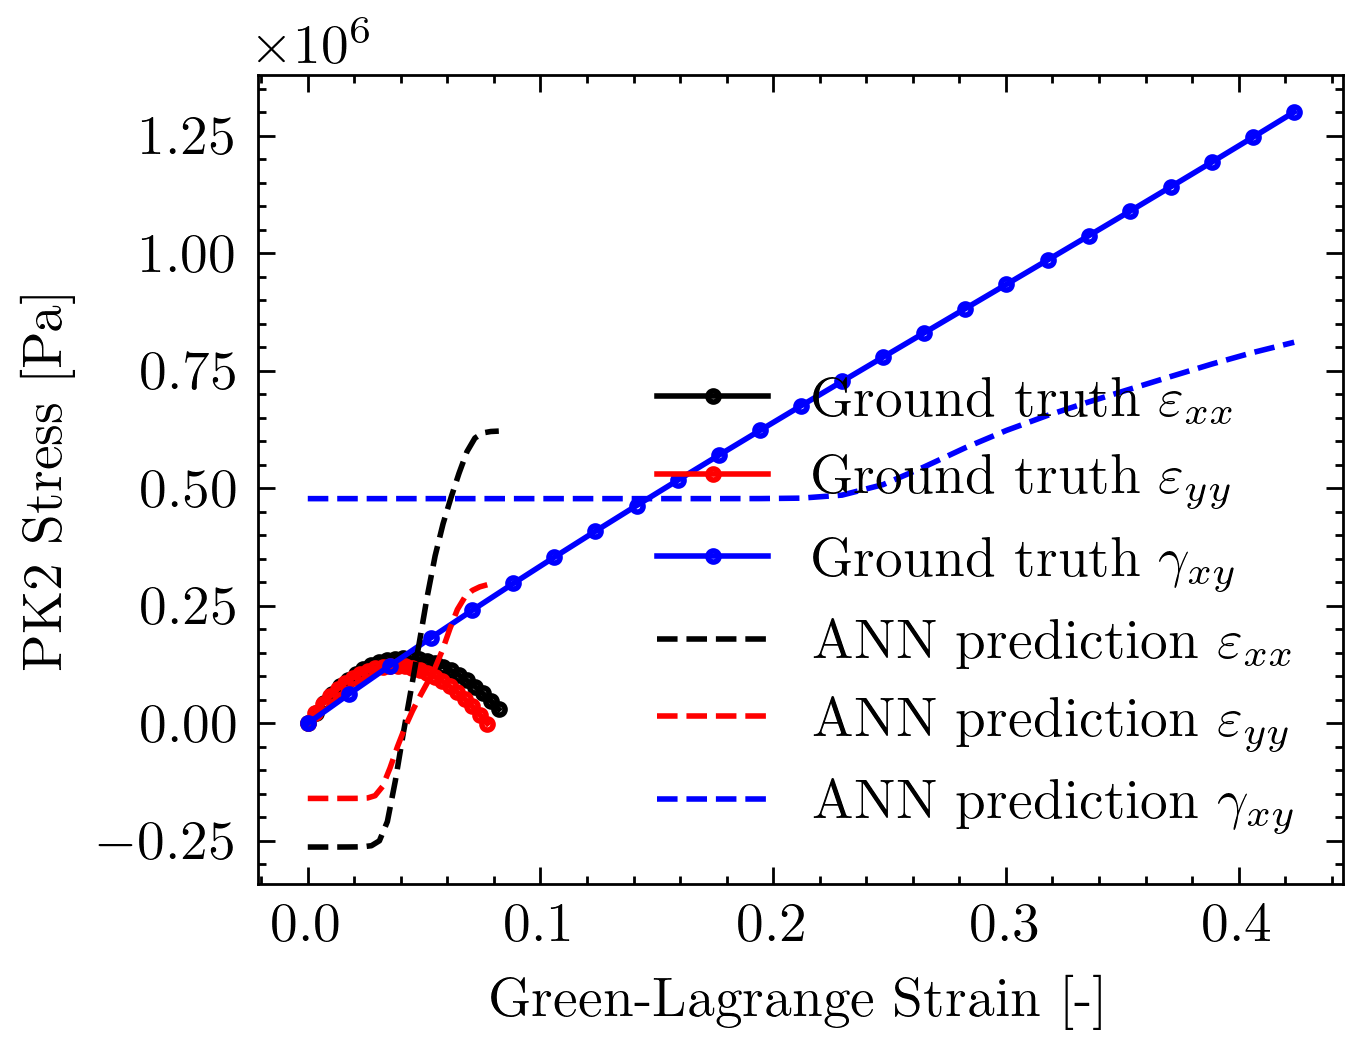 ×10⁶
1.25
1.00
0.75
0.50
0.25
0.00
−0.25
PK2 Stress [Pa]
Ground truth εₓₓ
Ground truth ε_yy
Ground truth γ_xy
ANN prediction εₓₓ
ANN prediction ε_yy
ANN prediction γ_xy
0.0 0.1 0.2 0.3 0.4
Green-Lagrange Strain [-]